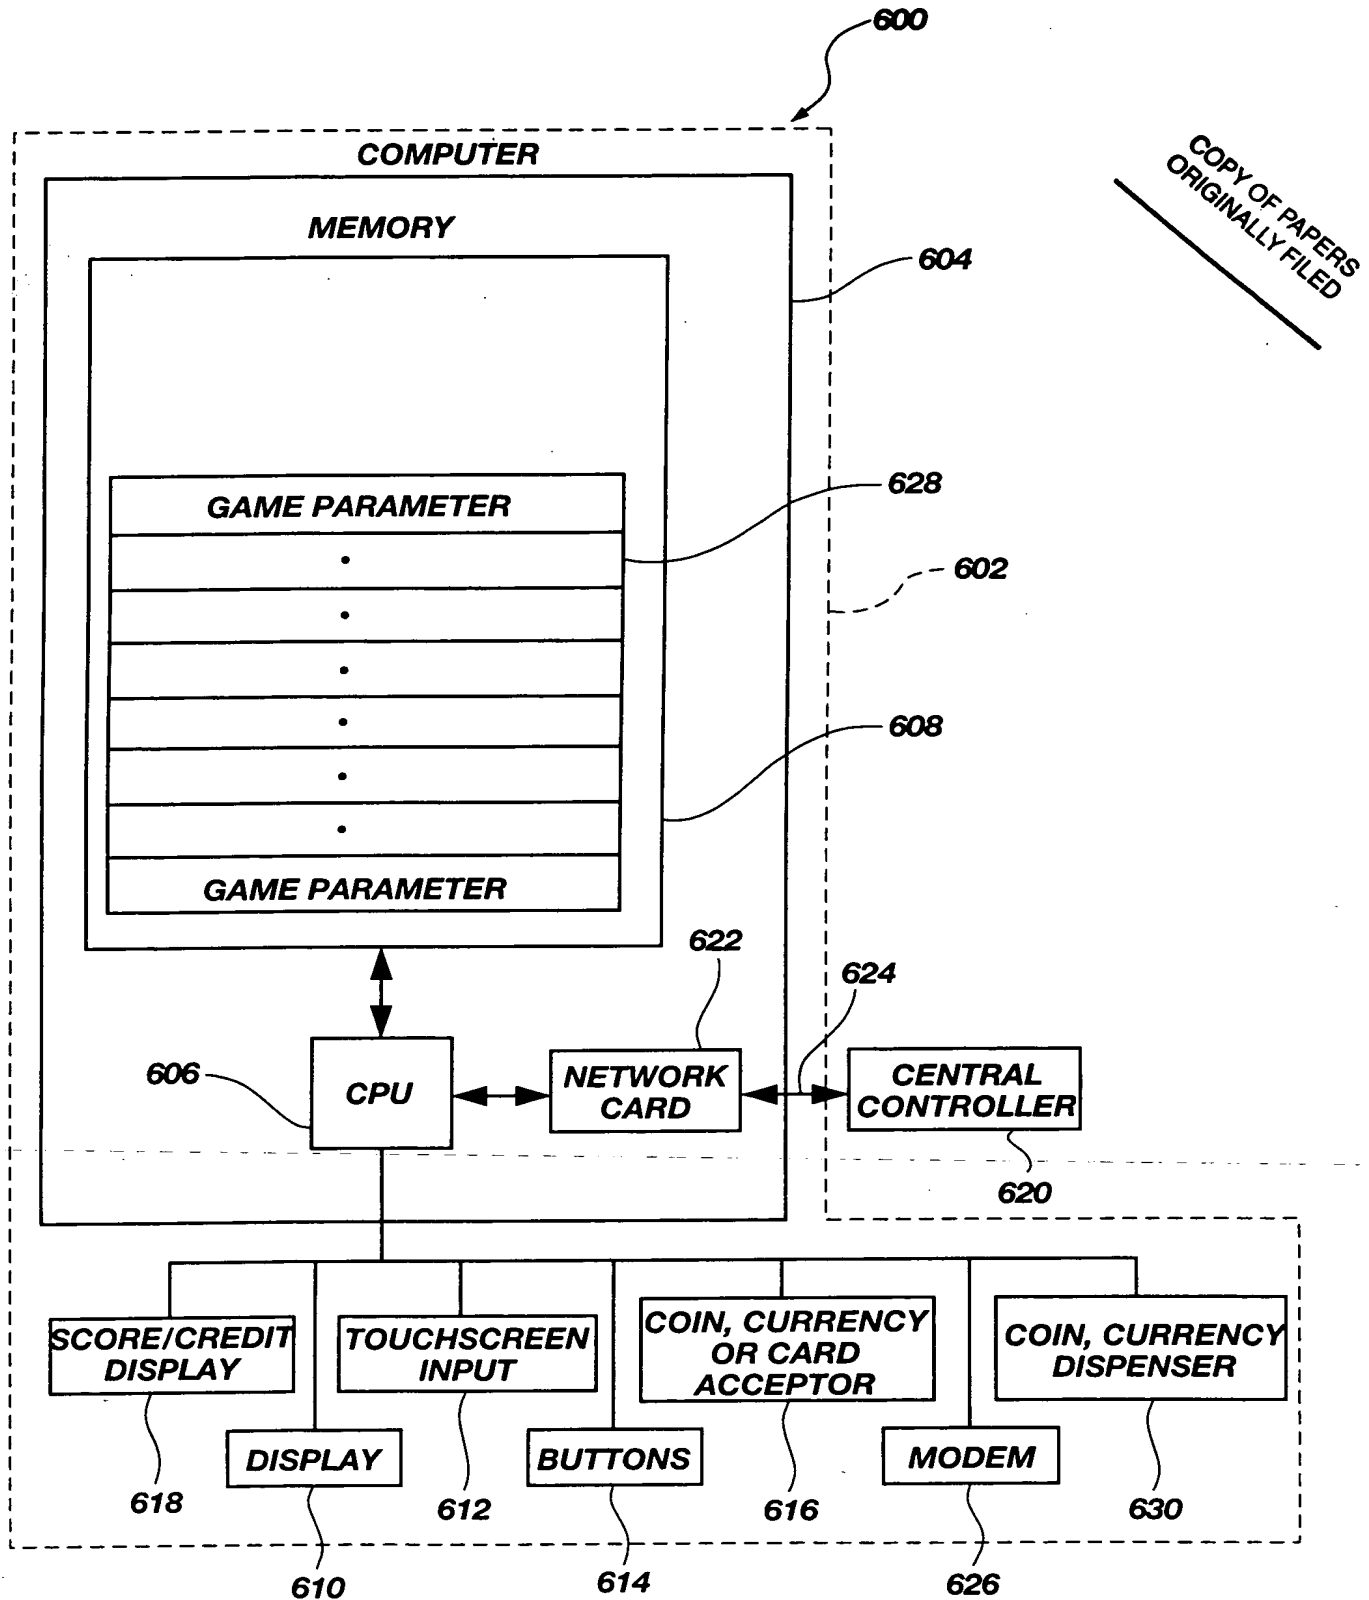 600
COPY OF PAPERS
ORIGINALLY FILED
COMPUTER
MEMORY
604
GAME PARAMETER
628
602
608
GAME PARAMETER
622
624
606
CPU
NETWORK
CARD
CENTRAL
CONTROLLER
620
SCORE/CREDIT
DISPLAY
TOUCHSCREEN
INPUT
COIN, CURRENCY
OR CARD
ACCEPTOR
COIN, CURRENCY
DISPENSER
DISPLAY
BUTTONS
MODEM
618
612
616
630
610
614
626